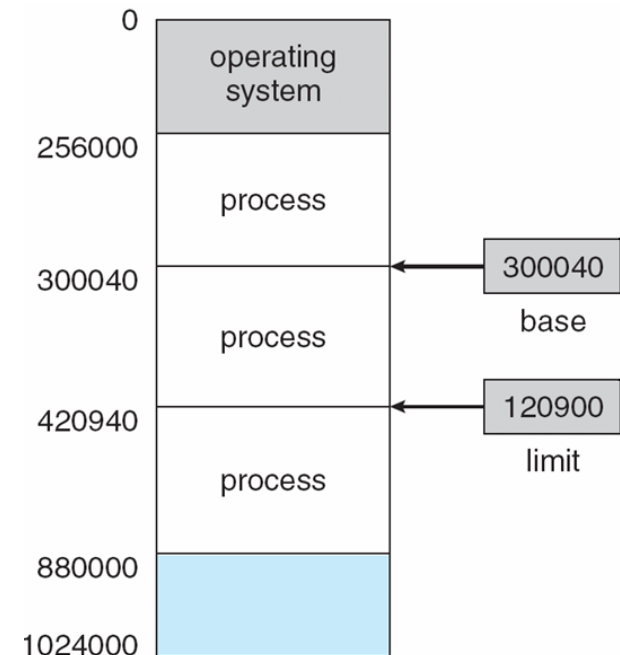 0
operating
system
256000
process
300040
300040
base
process
420940
120900
limit
process
880000
1024000